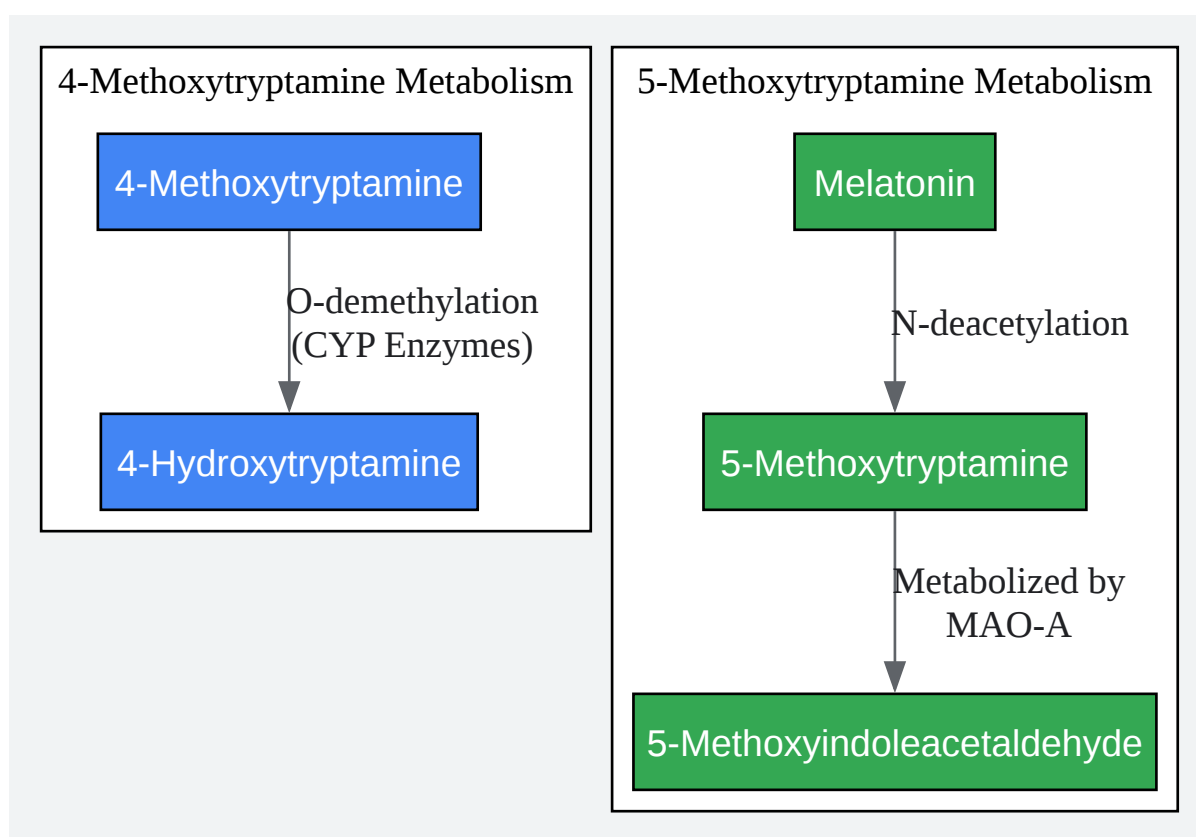 4-Methoxytryptamine Metabolism
4-Methoxytryptamine
O-demethylation
(CYP Enzymes)
4-Hydroxytryptamine
5-Methoxytryptamine Metabolism
Melatonin
N-deacetylation
5-Methoxytryptamine
Metabolized by
MAO-A
5-Methoxyindoleacetaldehyde